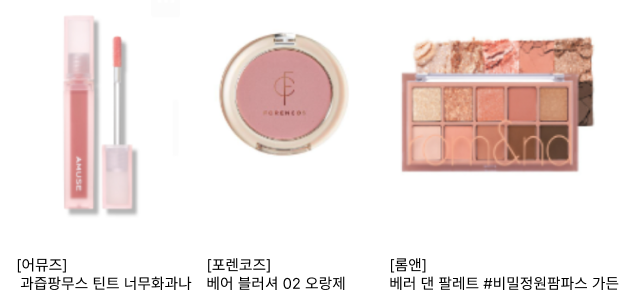 AMUSE
FORENCOS
rom&nd
[어뮤즈]
과즙팡무스 틴트 너무화과나
[포렌코즈]
베어 블러셔 02 오랑제
[롬앤]
베러 댄 팔레트 #비밀정원팜파스 가든